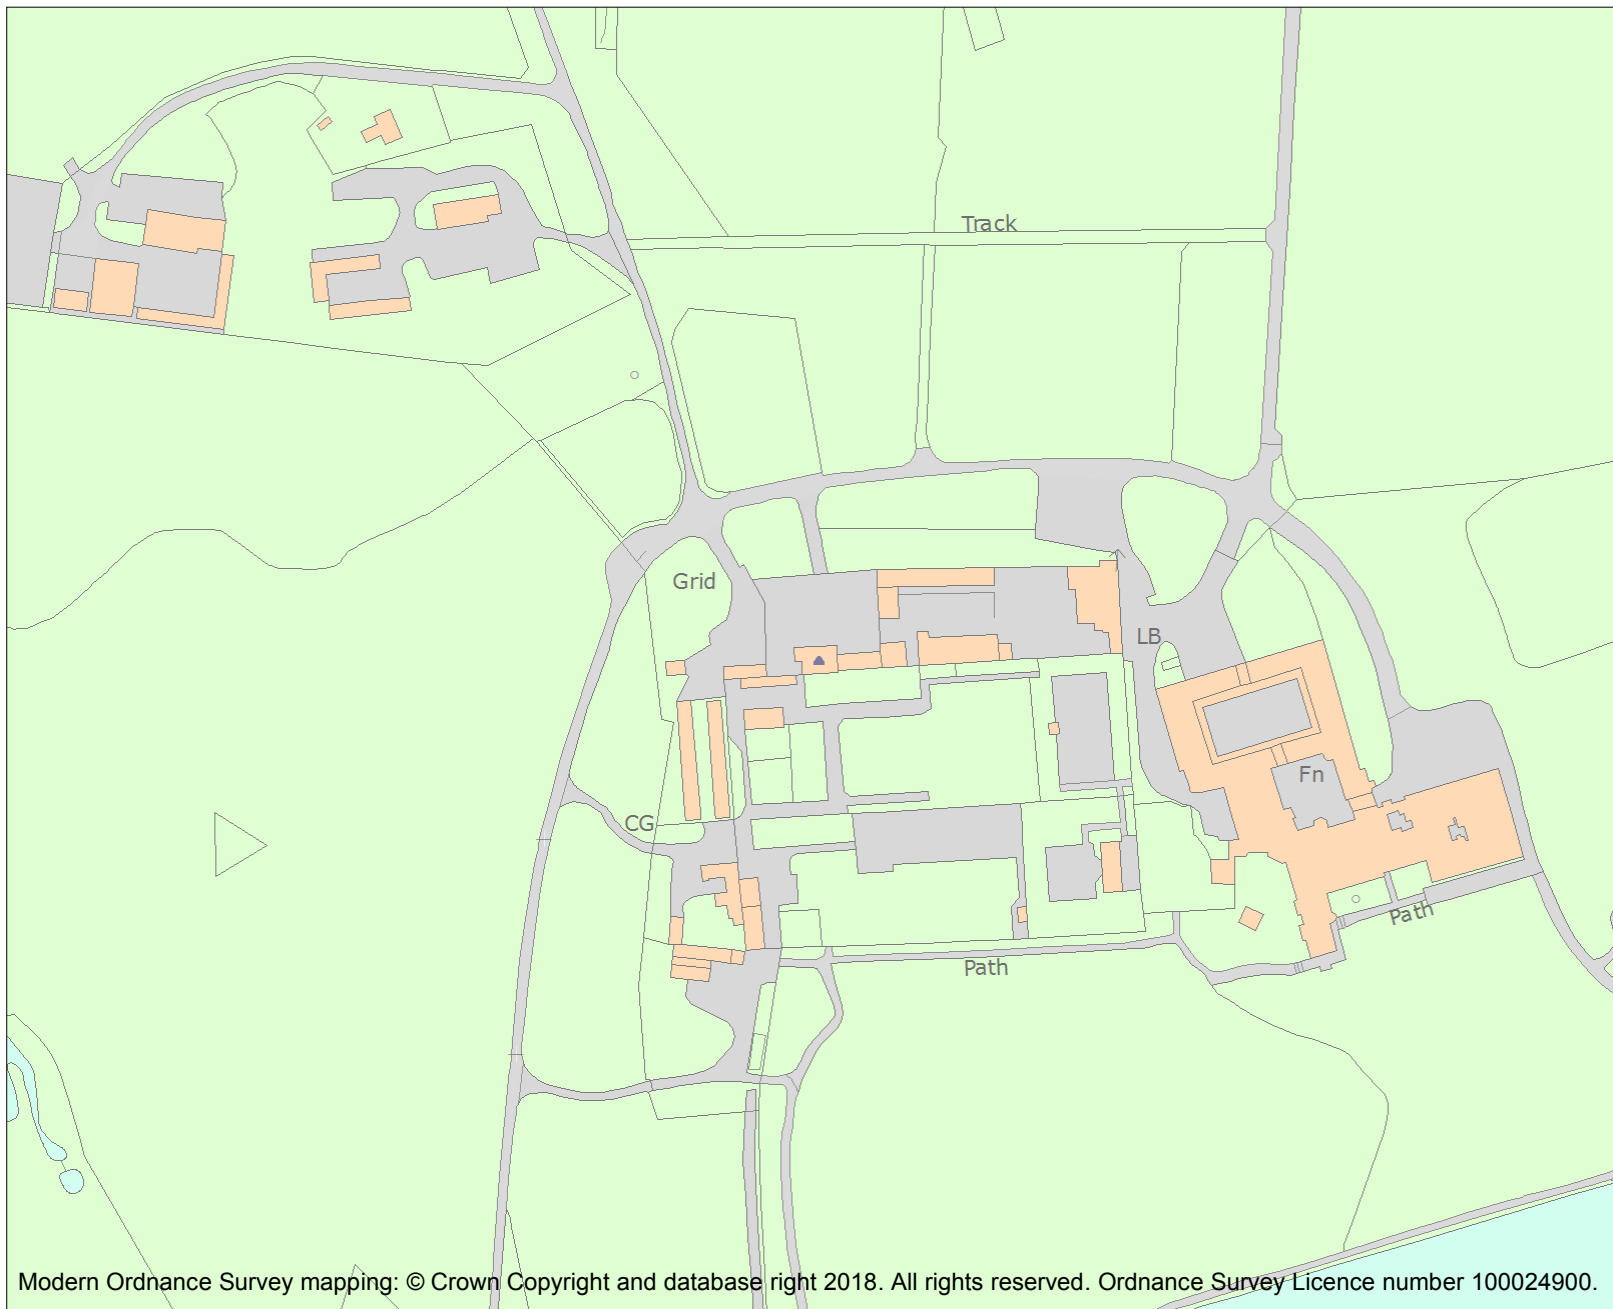 Track
Grid
LB
Fn
CG
Path
Path
Modern Ordnance Survey mapping: © Crown Copyright and database right 2018. All rights reserved. Ordnance Survey Licence number 100024900.